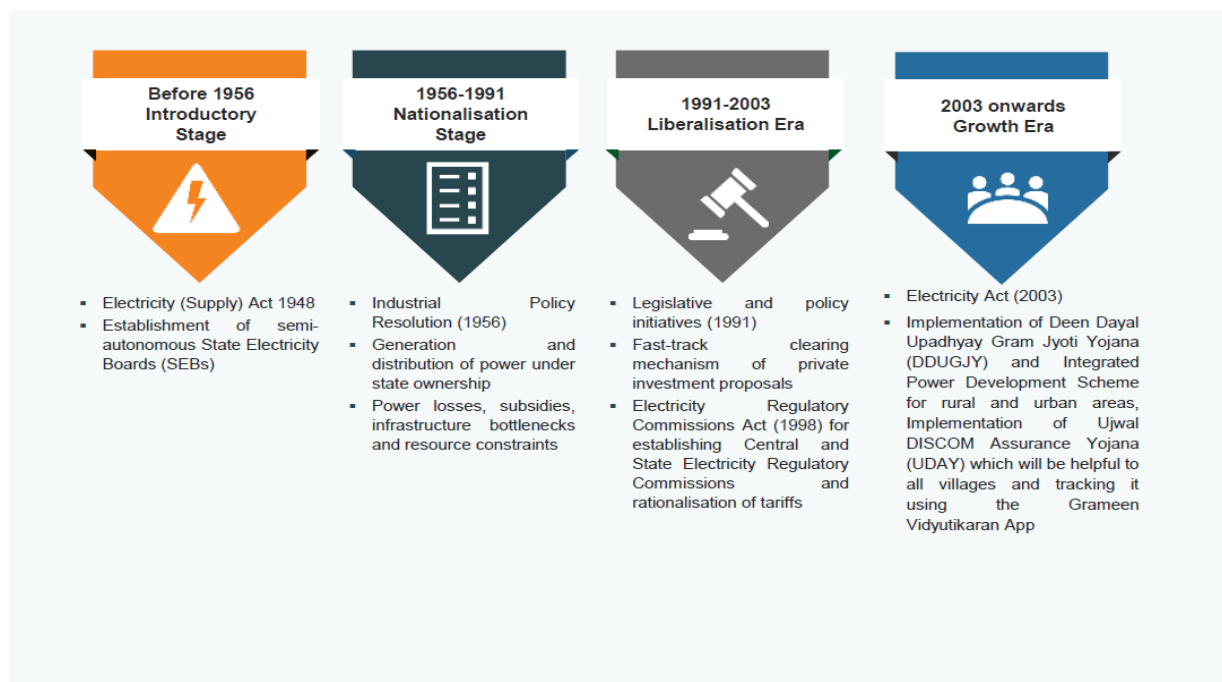 Before 1956
Introductory
Stage
▪ Electricity (Supply) Act 1948
▪ Establishment of semi-
autonomous State Electricity
Boards (SEBs)
1956-1991
Nationalisation
Stage
▪ Industrial Policy
Resolution (1956)
▪ Generation and
distribution of power under
state ownership
▪ Power losses, subsidies,
infrastructure bottlenecks
and resource constraints
1991-2003
Liberalisation Era
▪ Legislative and policy
initiatives (1991)
▪ Fast-track clearing
mechanism of private
investment proposals
▪ Electricity Regulatory
Commissions Act (1998) for
establishing Central and
State Electricity Regulatory
Commissions and
rationalisation of tariffs
2003 onwards
Growth Era
▪ Electricity Act (2003)
▪ Implementation of Deen Dayal
Upadhyay Gram Jyoti Yojana
(DDUGJY) and Integrated
Power Development Scheme
for rural and urban areas,
Implementation of Ujwal
DISCOM Assurance Yojana
(UDAY) which will be helpful to
all villages and tracking it
using the Grameen
Vidyutikaran App